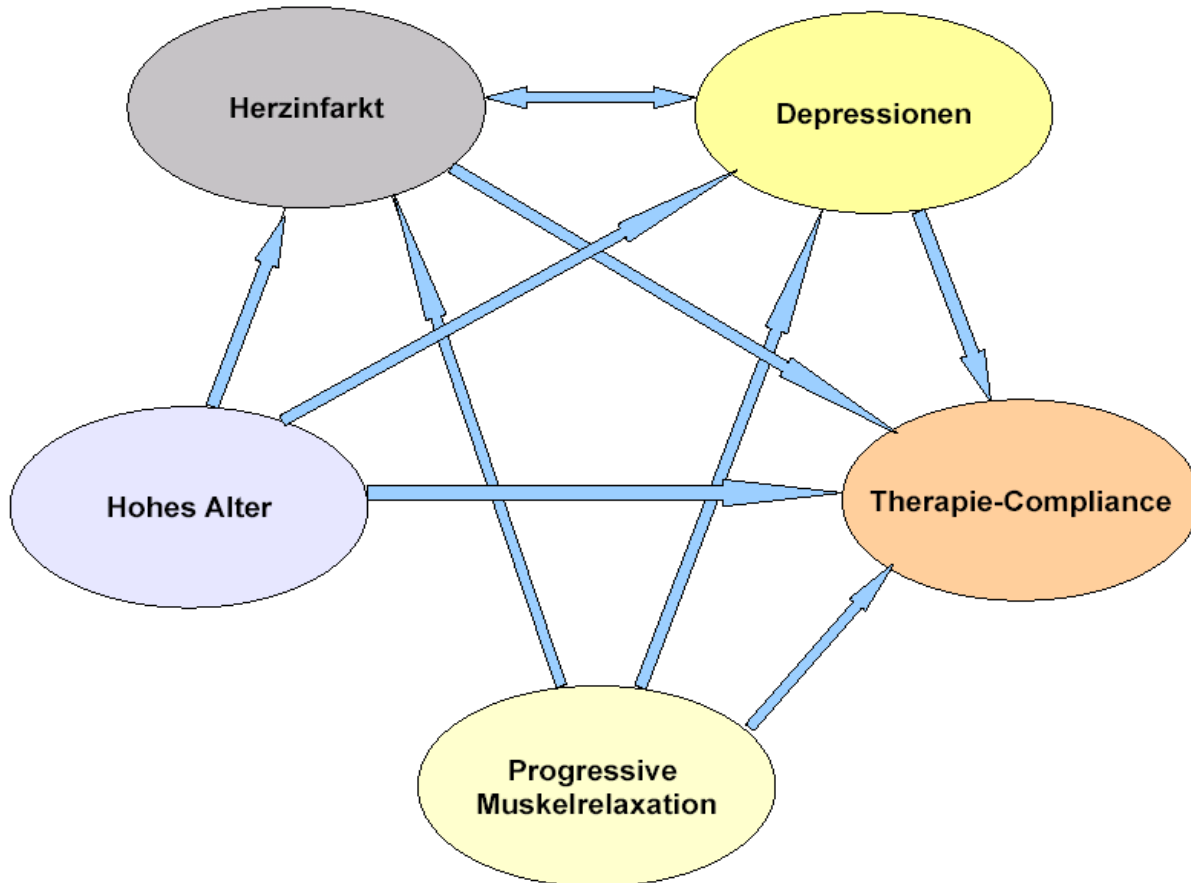 Herzinfarkt
Depressionen
Hohes Alter
Therapie-Compliance
Progressive
Muskelrelaxation